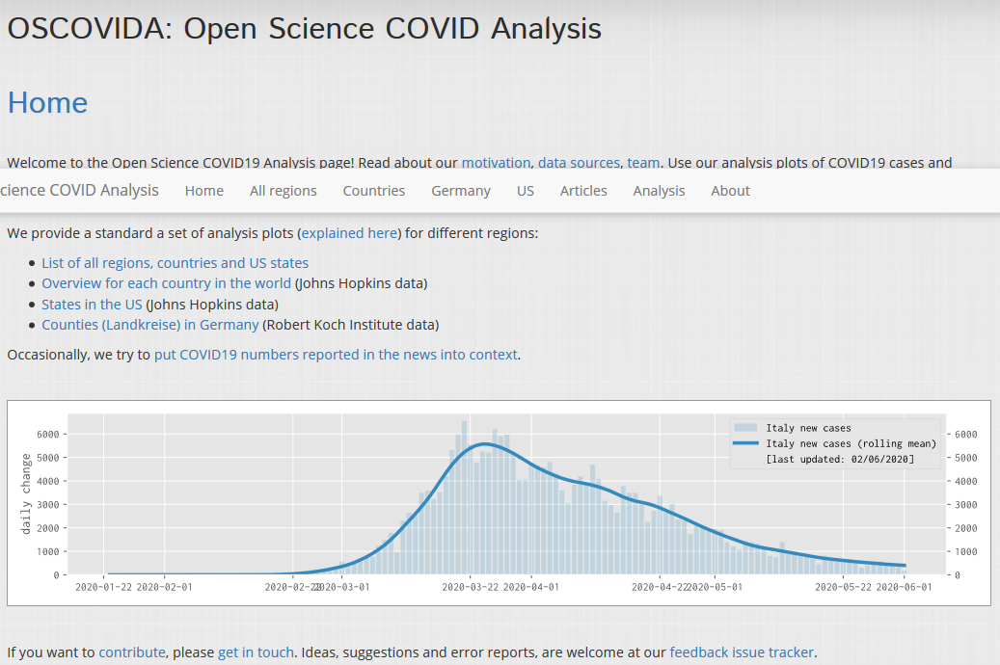 OSCOVIDA: Open Science COVID Analysis
Home
Welcome to the Open Science COVID19 Analysis page! Read about our motivation, data sources, team. Use our analysis plots of COVID19 cases and
cience COVID Analysis Home All regions Countries Germany US Articles Analysis About
We provide a standard a set of analysis plots (explained here) for different regions:
List of all regions, countries and US states
Overview for each country in the world (Johns Hopkins data)
States in the US (Johns Hopkins data)
Counties (Landkreise) in Germany (Robert Koch Institute data)
Occasionally, we try to put COVID19 numbers reported in the news into context.
Italy new cases
Italy new cases (rolling mean)
[last updated: 02/06/2020]
daily change
6000 6000
5000 5000
4000 4000
3000 3000
2000 2000
1000 1000
0 0
2020-01-22 2020-02-01 2020-02-22 2020-03-01 2020-03-22 2020-04-01 2020-04-22 2020-05-01 2020-05-22 2020-06-01
If you want to contribute, please get in touch. Ideas, suggestions and error reports, are welcome at our feedback issue tracker.